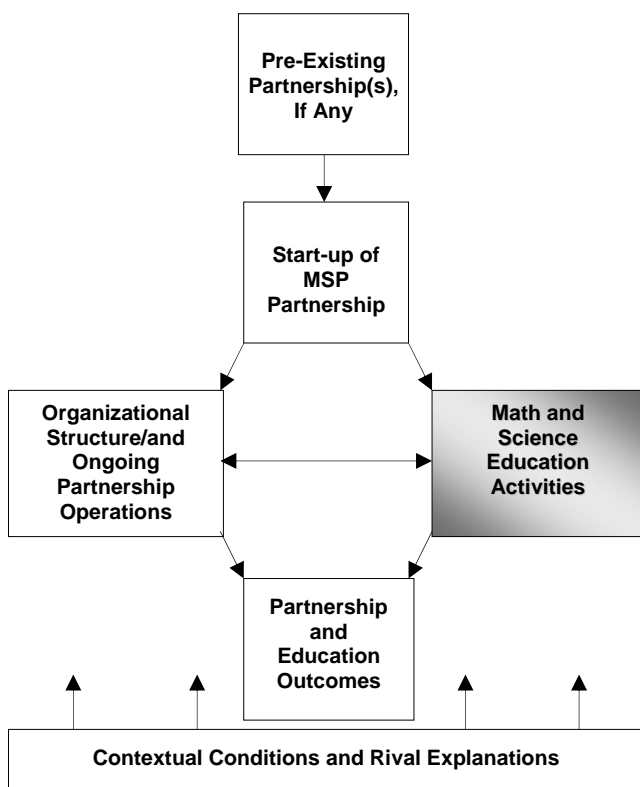 Pre-Existing
Partnership(s),
If Any
Start-up of
MSP
Partnership
Organizational
Structure/and
Ongoing
Partnership
Operations
Math and
Science
Education
Activities
Partnership
and
Education
Outcomes
Contextual Conditions and Rival Explanations